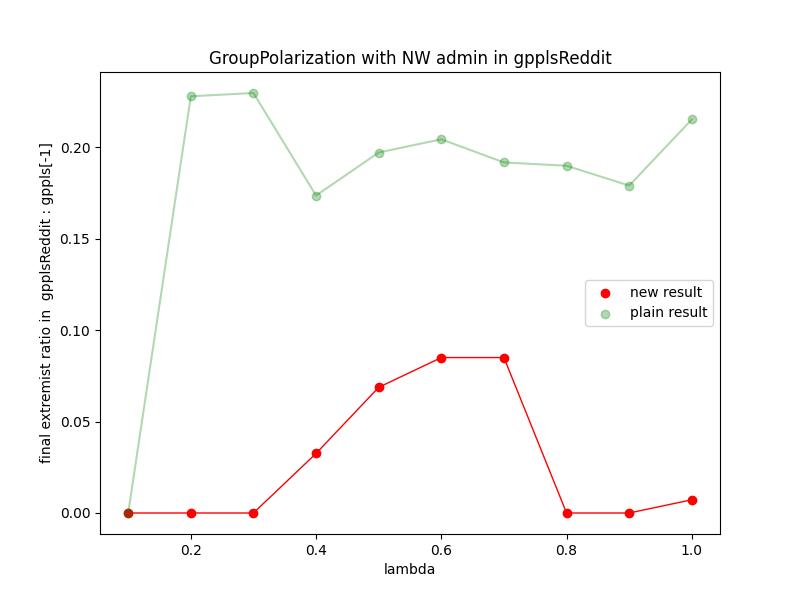 GroupPolarization with NW admin in gpplsReddit
final extremist ratio in  gpplsReddit : gppls[-1]
0.20
0.15
0.10
0.05
0.00
new result
plain result
0.2 0.4 0.6 0.8 1.0
lambda